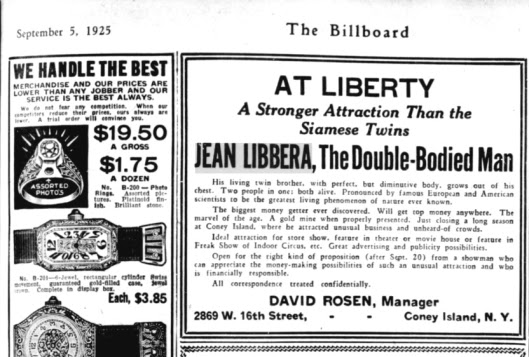 September 5, 1925
The Billboard
WE HANDLE THE BEST
MERCHANDISE AND OUR PRICES ARE
LOWER THAN ANY JOBBER AND OUR
SERVICE IS THE BEST ALWAYS.
We do not fear any competition. When our
competitors reduce their prices, ours always are
lower. A trial order will convince you.
$19.50
A GROSS
$1.75
A DOZEN
No. B-200 — Photo
Rings. Assorted pic-
tures. Platinoid fin-
ish. Brilliant stone.
ASSORTED
PHOTOS
No. B-201—6-Jewel, rectangular cylinder Swiss
movement, guaranteed gold-filled case, jewel
crown. Complete in display box.
Each, $3.85
AT LIBERTY
A Stronger Attraction Than the
Siamese Twins
JEAN LIBBERA, The Double-Bodied Man
His living twin brother, with perfect, but diminutive body, grows out of his
chest. Two people in one; both alive. Pronounced by famous European and American
scientists to be the greatest living phenomenon of nature ever known.
The biggest money getter ever discovered. Will get top money anywhere. The
marvel of the age. A gold mine when properly presented. Just closing a long season
at Coney Island, where he attracted unusual business and unheard-of crowds.
Ideal attraction for store show, feature in theater or movie house or feature in
Freak Show of Indoor Circus, etc. Great advertising and publicity possibilities.
Open for the right kind of proposition (after Sept. 20) from a showman who
can appreciate the money-making possibilities of such an unusual attraction and who
is financially responsible.
All correspondence treated confidentially.
DAVID ROSEN, Manager
2869 W. 16th Street, - - Coney Island, N. Y.